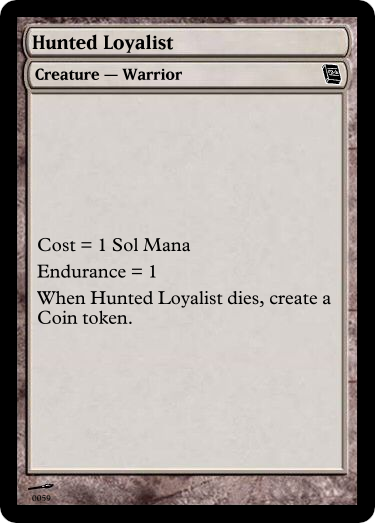 Hunted Loyalist
Creature — Warrior
Cost = 1 Sol Mana
Endurance = 1
When Hunted Loyalist dies, create a
Coin token.
0059